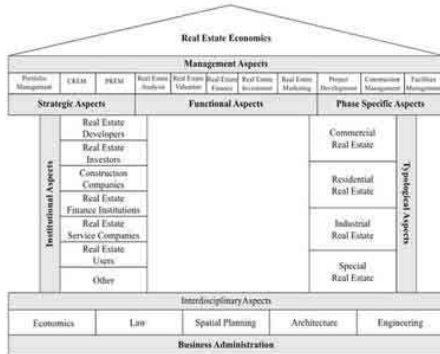 Real Estate Economics
Management Aspects
Portfolio
Management
CREM
PREM
Real Estate
Analysis
Real Estate
Valuation
Real Estate
Finance
Real Estate
Investment
Real Estate
Marketing
Project
Development
Construction
Management
Facilities
Management
Strategic Aspects
Functional Aspects
Phase Specific Aspects
Institutional Aspects
Real Estate
Developers
Real Estate
Investors
Construction
Companies
Real Estate
Finance Institutions
Real Estate
Service Companies
Real Estate
Users
Other
Commercial
Real Estate
Residential
Real Estate
Industrial
Real Estate
Special
Real Estate
Typological Aspects
Interdisciplinary Aspects
Economics
Law
Spatial Planning
Architecture
Engineering
Business Administration